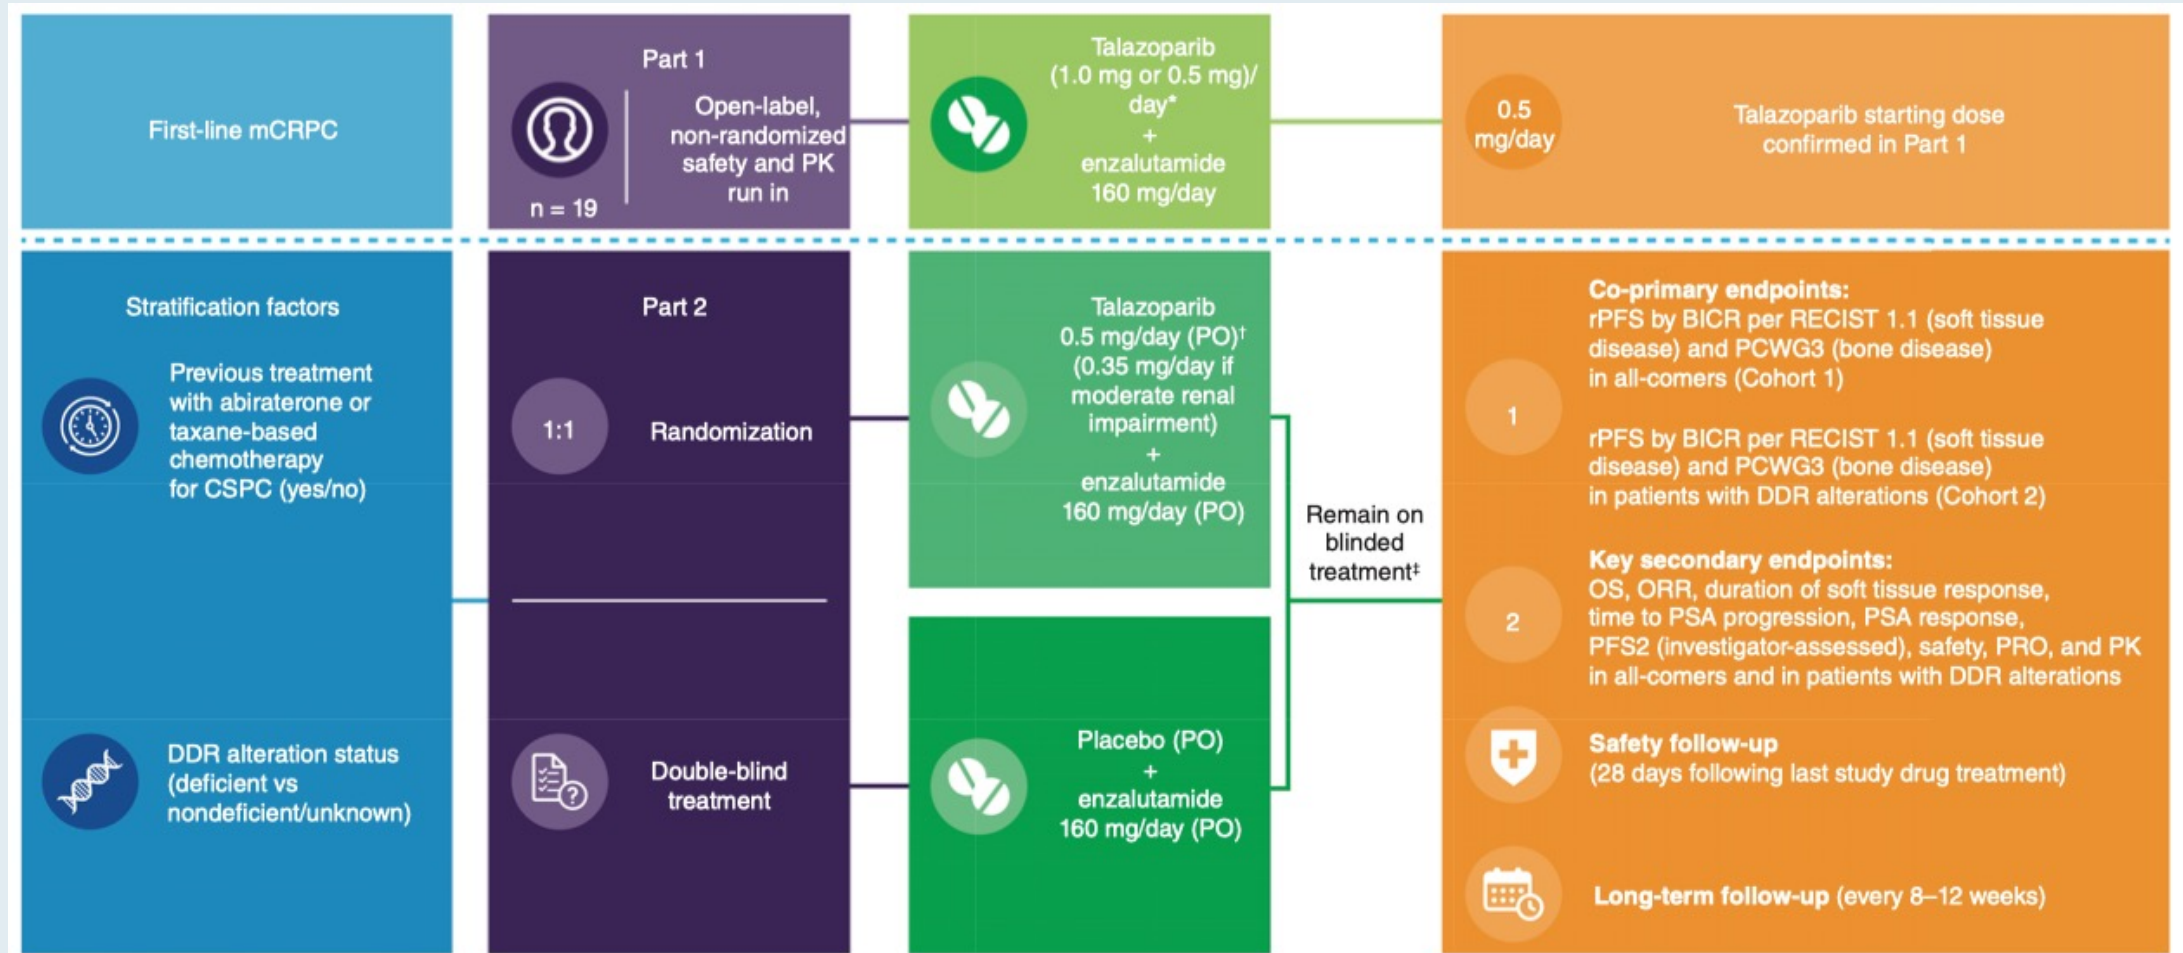 First-line mCRPC
Part 1
n = 19
Open-label,
non-randomized
safety and PK
run in
Talazoparib
(1.0 mg or 0.5 mg)/
day*
+
enzalutamide
160 mg/day
0.5
mg/day
Talazoparib starting dose
confirmed in Part 1
Stratification factors
Previous treatment
with abiraterone or
taxane-based
chemotherapy
for CSPC (yes/no)
DDR alteration status
(deficient vs
nondeficient/unknown)
Part 2
1:1
Randomization
Double-blind
treatment
Talazoparib
0.5 mg/day (PO)†
(0.35 mg/day if
moderate renal
impairment)
+
enzalutamide
160 mg/day (PO)
Placebo (PO)
+
enzalutamide
160 mg/day (PO)
Remain on
blinded
treatment‡
1
Co-primary endpoints:
rPFS by BICR per RECIST 1.1 (soft tissue
disease) and PCWG3 (bone disease)
in all-comers (Cohort 1)
rPFS by BICR per RECIST 1.1 (soft tissue
disease) and PCWG3 (bone disease)
in patients with DDR alterations (Cohort 2)
2
Key secondary endpoints:
OS, ORR, duration of soft tissue response,
time to PSA progression, PSA response,
PFS2 (investigator-assessed), safety, PRO, and PK
in all-comers and in patients with DDR alterations
Safety follow-up
(28 days following last study drug treatment)
Long-term follow-up (every 8–12 weeks)